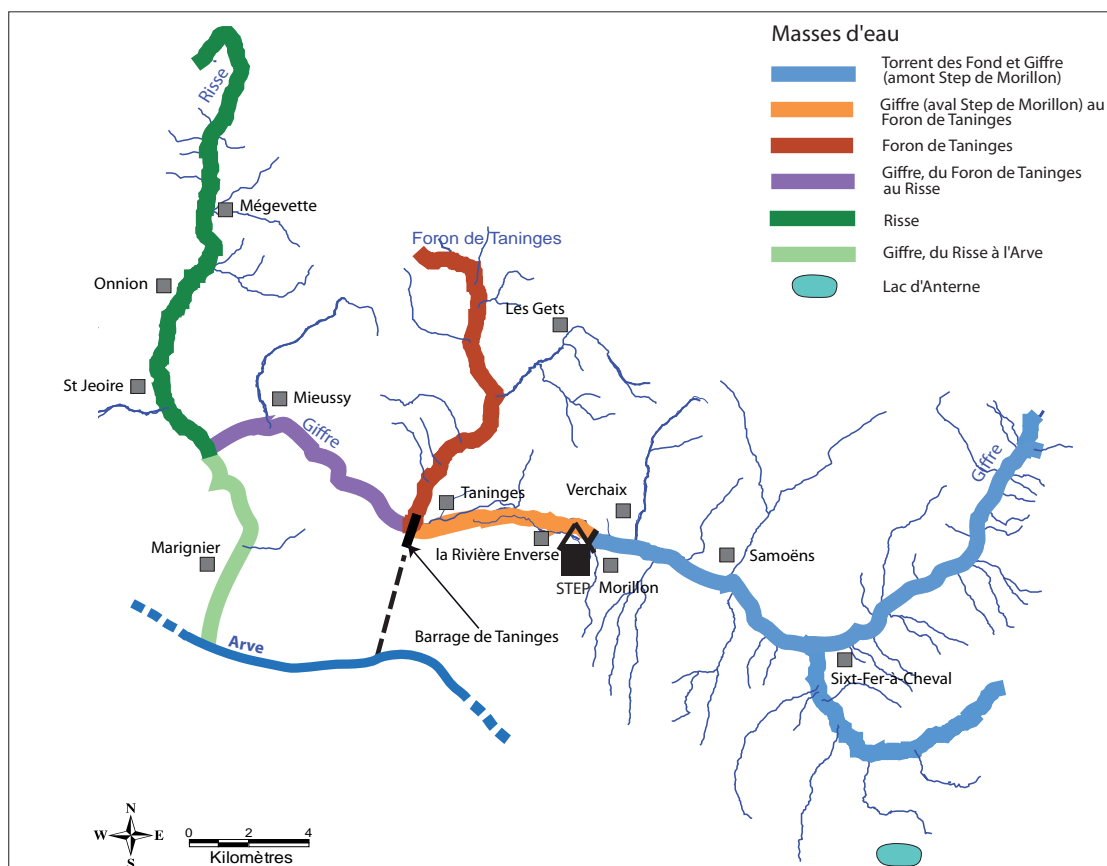 Masses d'eau
Torrent des Fond et Giffre
(amont Step de Morillon)
Giffre (aval Step de Morillon) au
Foron de Taninges
Foron de Taninges
Giffre, du Foron de Taninges
au Risse
Risse
Giffre, du Risse à l'Arve
Lac d'Anterne
Risse
Mégevette
Foron de Taninges
Onnion
Les Gets
St Jeoire
Mieussy
Giffre
Giffre
Taninges
Verchaix
Marignier
la Rivière Enverse
Samoëns
STEP
Morillon
Barrage de Taninges
Arve
Sixt-Fer-à-Cheval
N
W
E
S
0 2 4
Kilomètres